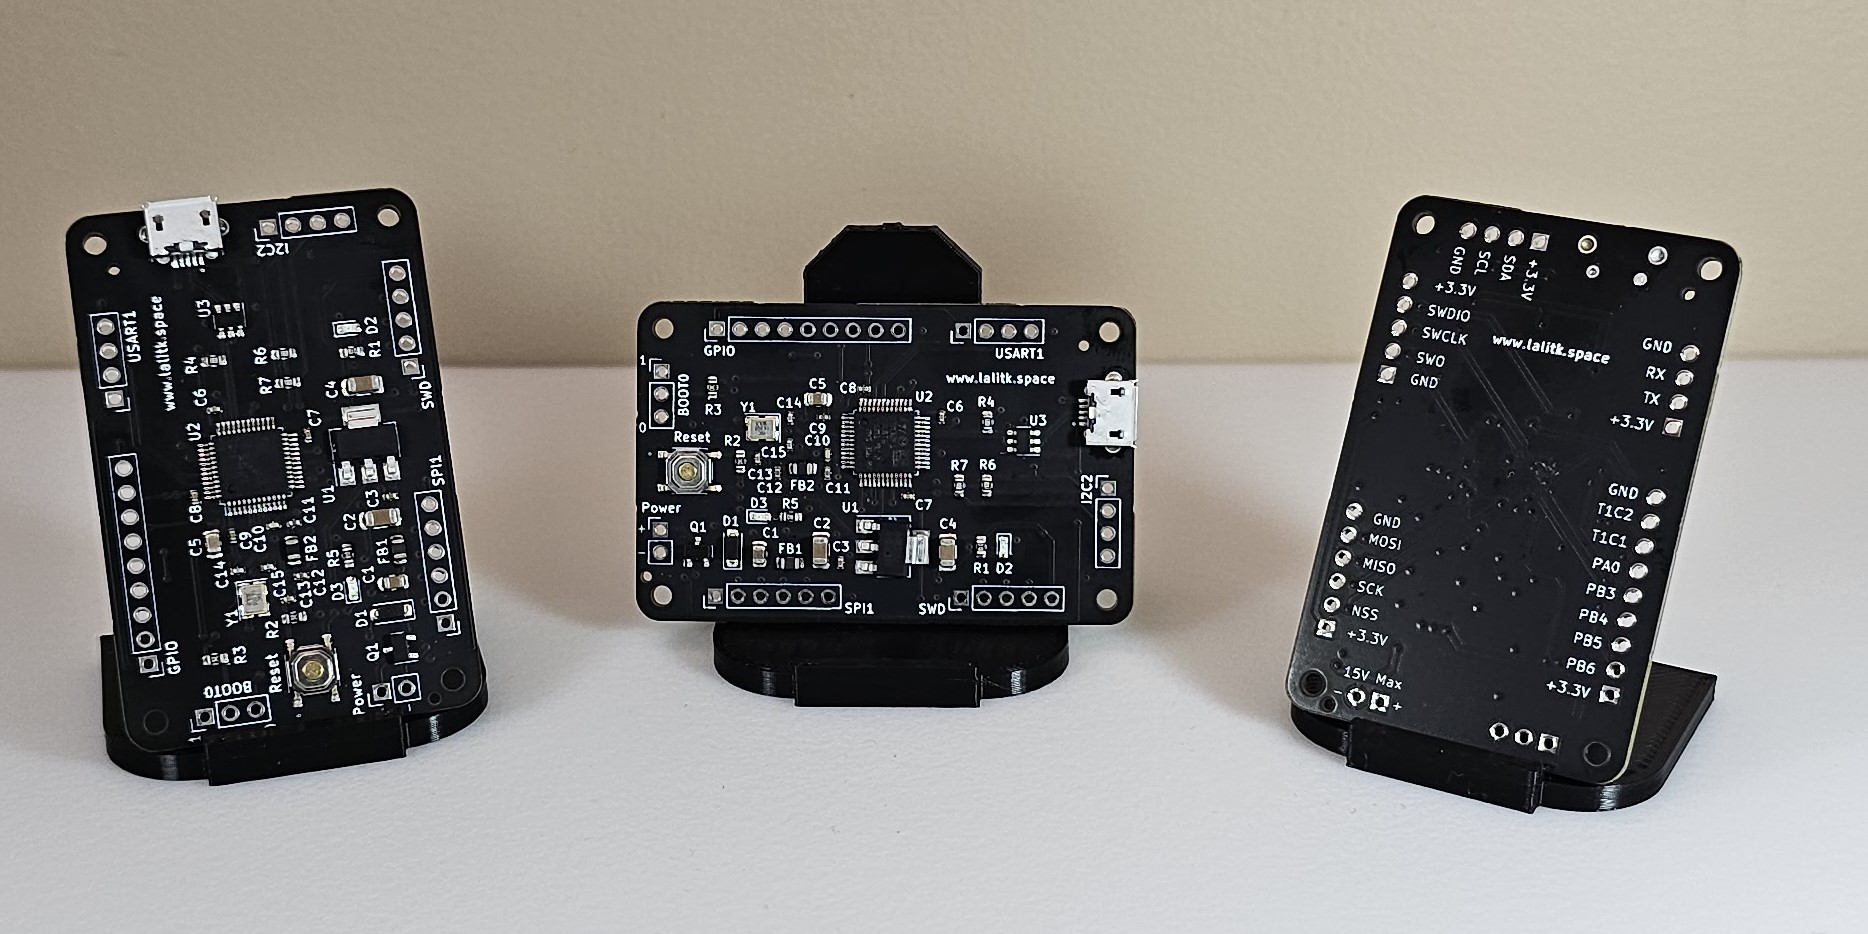 I2C2
USART1
www.lalitk.space
U3
R4
R6
R7
D2
R1
C4
SWD
C6
U2
C7
U1
SPI1
C8
C5
C9
C10
C11
C2
C3
C14
FB2
R5
FB1
C15
C13
C12
D3
C1
Y1
R2
D1
GPIO
R3
Reset
Q1
BOOT0
Power
1
-
GPIO
USART1
1
BOOT0
0
www.lalitk.space
R3
C5
C8
U2
Y1
C14
C6
R4
U3
C9
Reset
R2
C10
C15
C13
FB2
C12
C11
R7
R6
I2C2
Power
D3
R5
U1
C7
+
-
Q1
D1
C1
C2
C4
FB1
C3
R1
D2
SPI1
SWD
GND
SCL
SDA
+3.3V
+3.3V
SWDIO
SWCLK
SWO
GND
www.lalitk.space
GND
RX
TX
+3.3V
GND
T1C2
T1C1
PA0
PB3
PB4
PB5
PB6
+3.3V
GND
MOSI
MISO
SCK
NSS
+3.3V
15V Max
- +